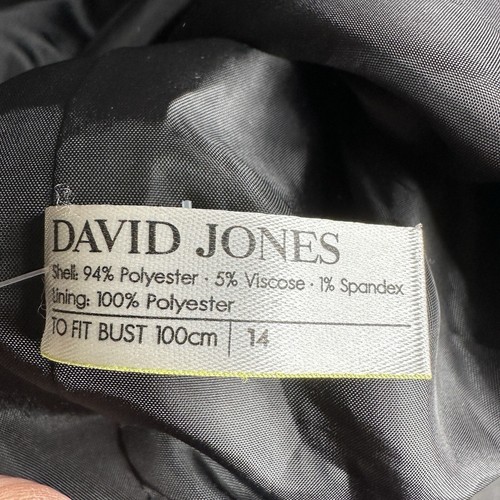 DAVID JONES
Shell: 94% Polyester · 5% Viscose · 1% Spandex
Lining: 100% Polyester
TO FIT BUST 100cm | 14